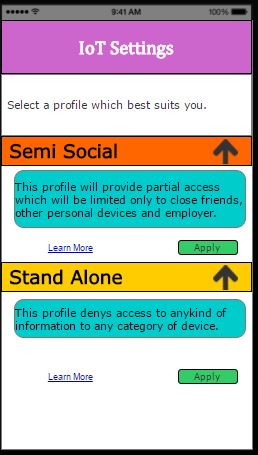 9:41 AM 100%
IoT Settings
Select a profile which best suits you.
Semi Social
This profile will provide partial access
which will be limited only to close friends,
other personal devices and employer.
Learn More Apply
Stand Alone
This profile denys access to anykind of
information to any category of device.
Learn More Apply